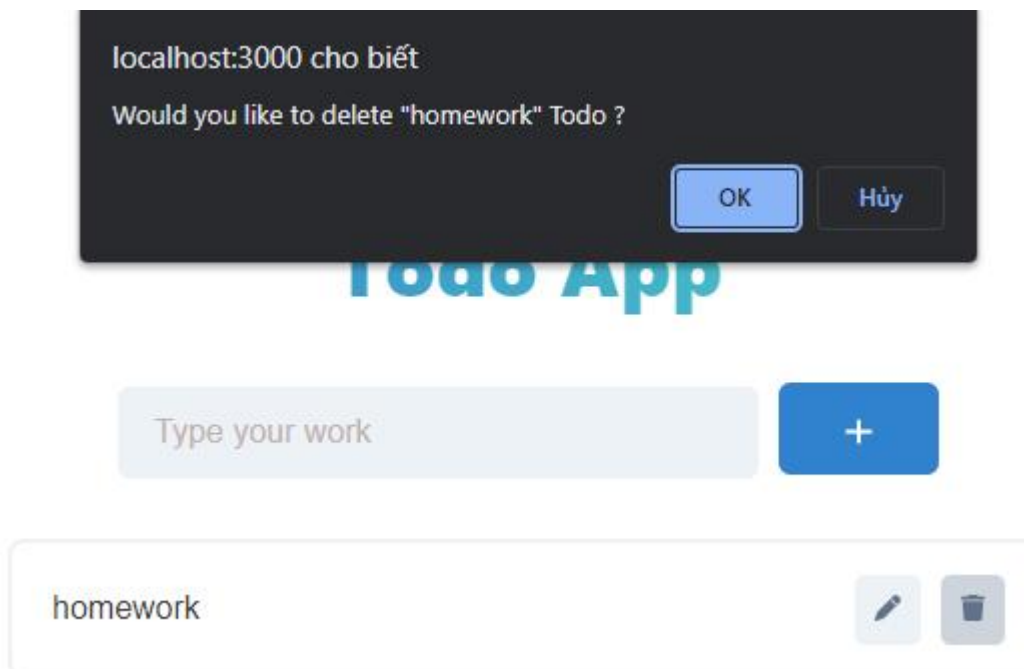 localhost:3000 cho biết
Would you like to delete "homework" Todo ?
OK Hủy
Todo App
Type your work +
homework